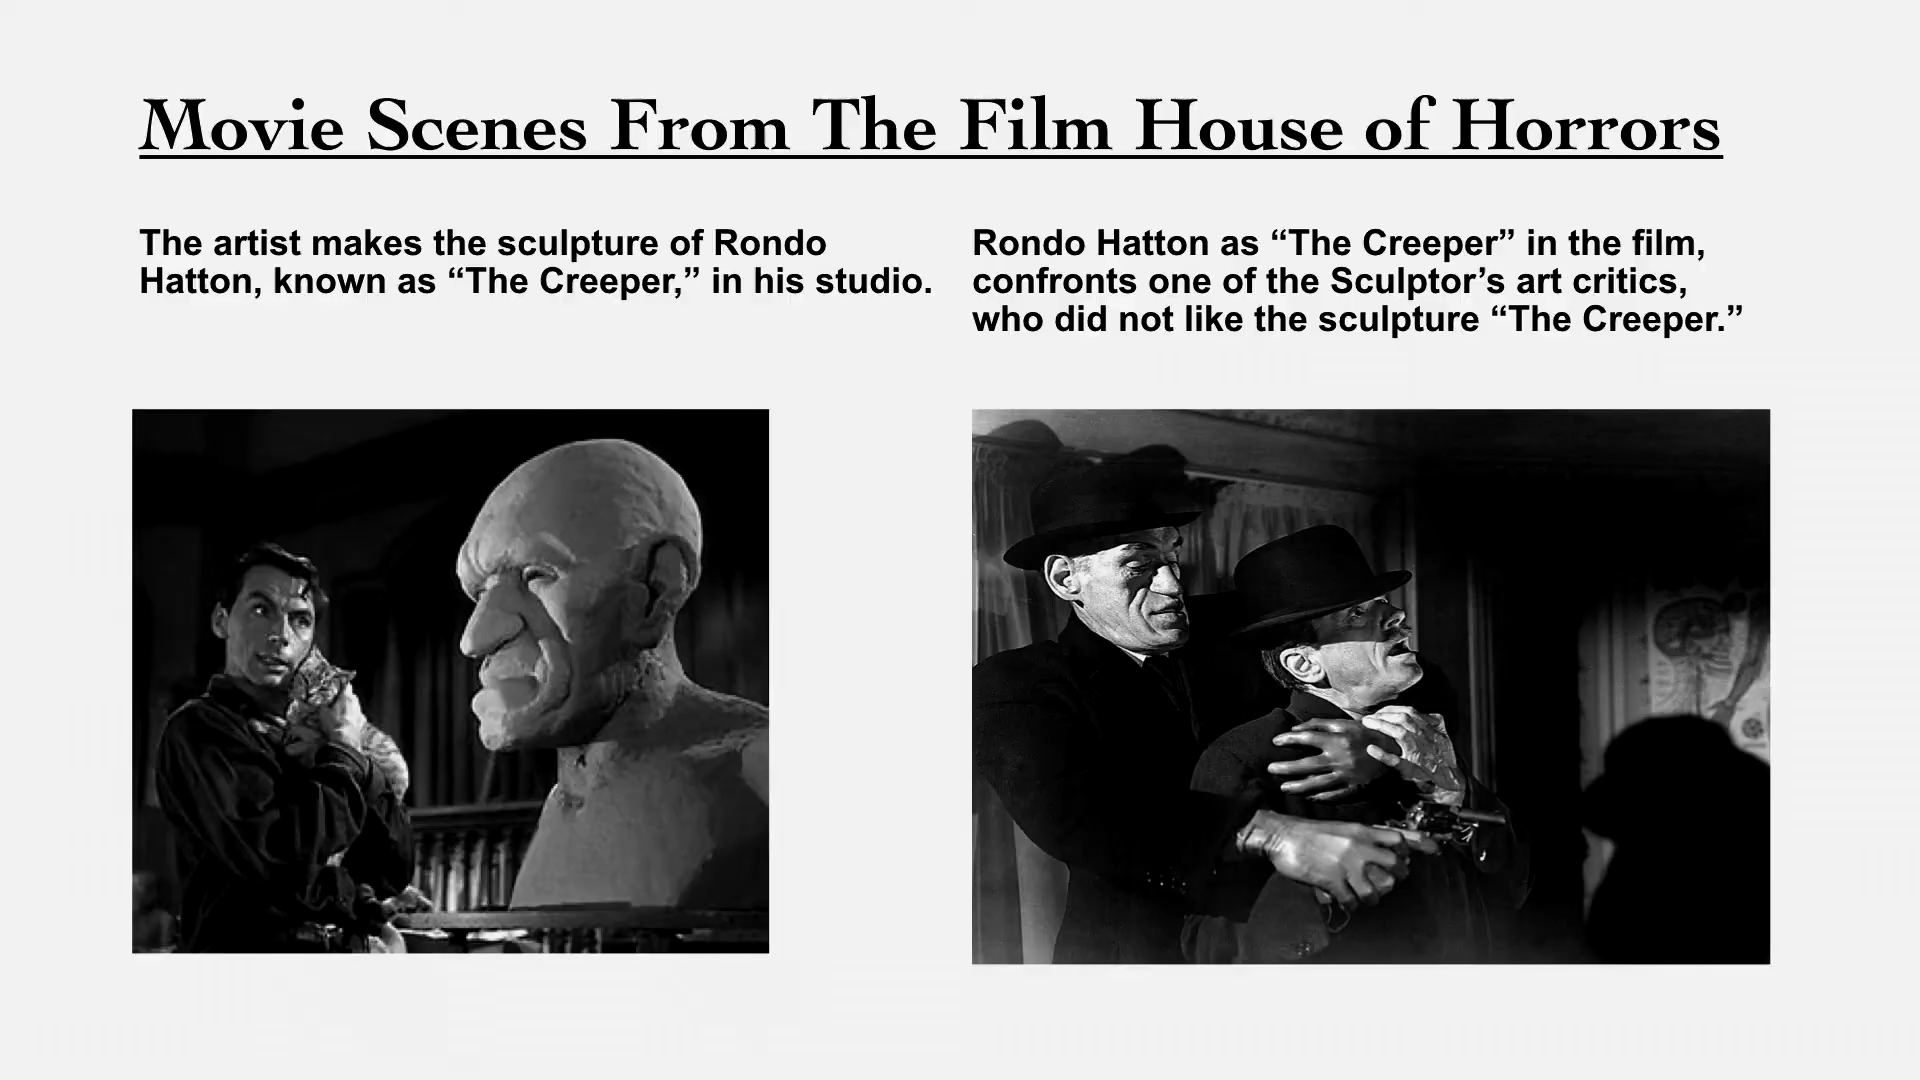 Movie Scenes From The Film House of Horrors
The artist makes the sculpture of Rondo
Hatton, known as “The Creeper,” in his studio.
Rondo Hatton as “The Creeper” in the film,
confronts one of the Sculptor’s art critics,
who did not like the sculpture “The Creeper.”